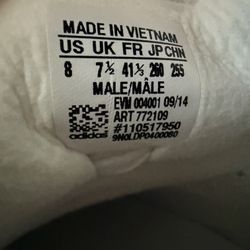 MADE IN VIETNAM
US UK FR JP CHN
8 7½ 41⅓ 260 255
MALE/MÂLE
EVM 004001 09/14
ART 772109
#110517950
adidas 9N0LDP0400080